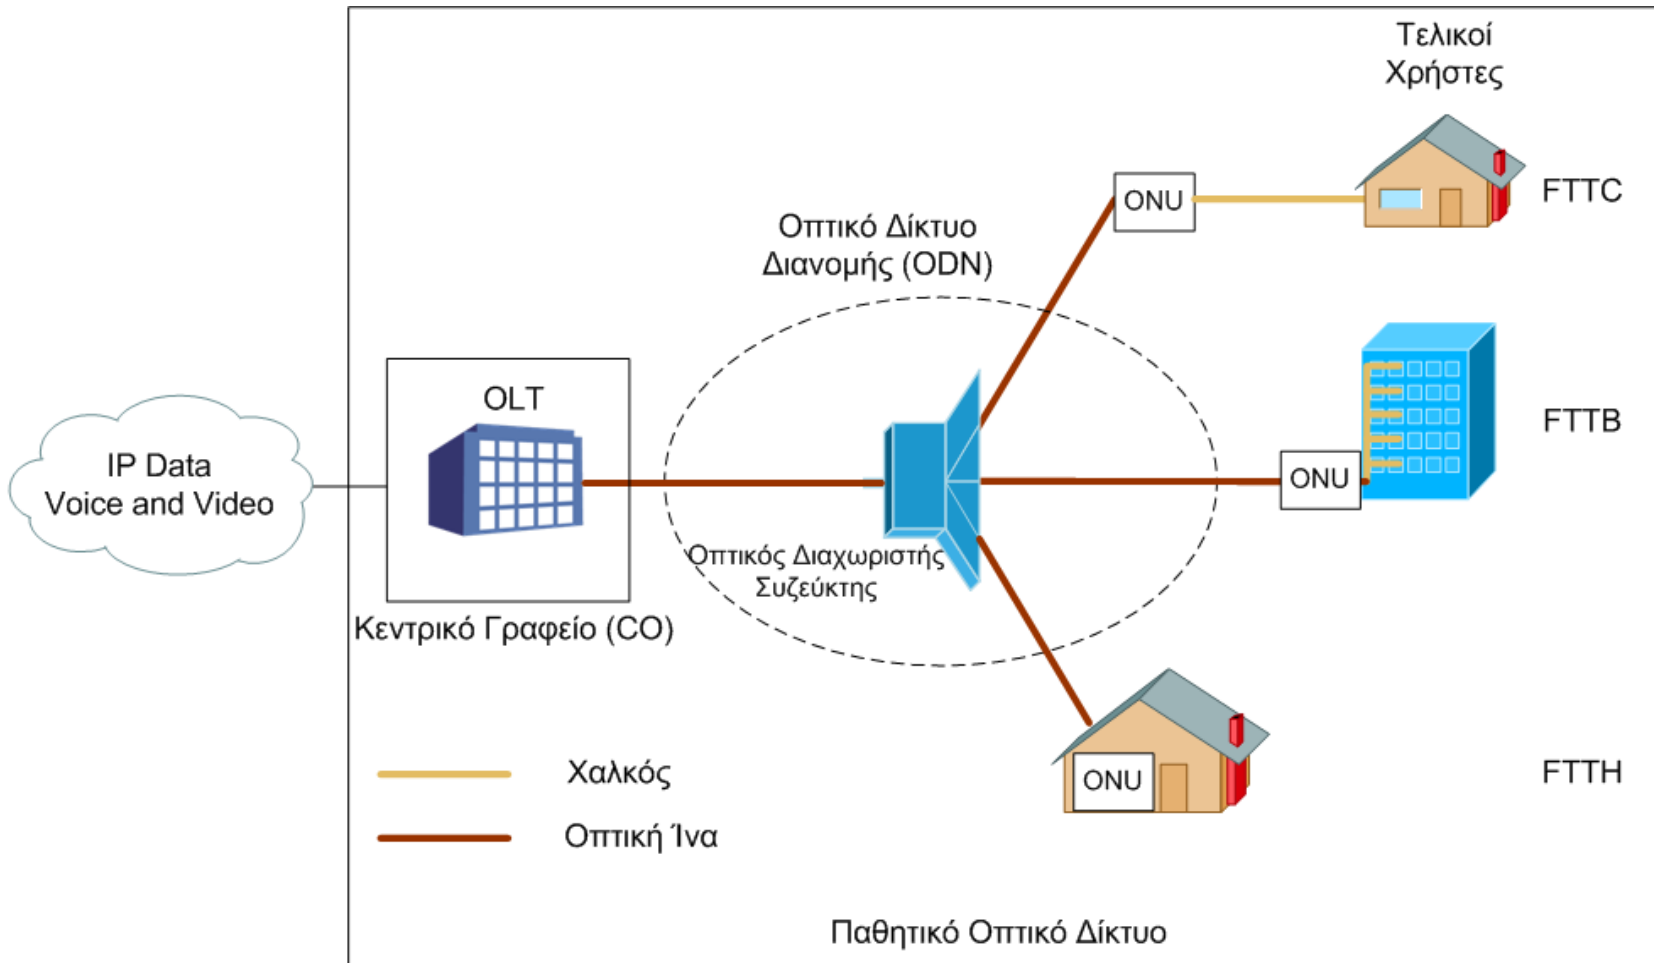 Τελικοί
Χρήστες
ONU
FTTC
Οπτικό Δίκτυο
Διανομής (ODN)
OLT
FTTB
IP Data
Voice and Video
ONU
Οπτικός Διαχωριστής
Συζεύκτης
Κεντρικό Γραφείο (CO)
ONU
FTTH
Χαλκός
Οπτική Ίνα
Παθητικό Οπτικό Δίκτυο